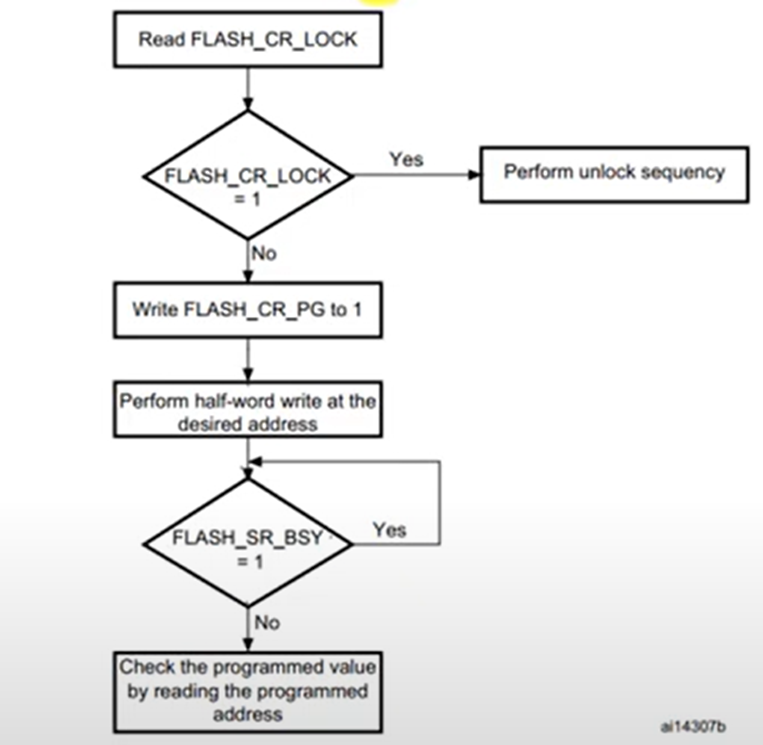 Read FLASH_CR_LOCK
FLASH_CR_LOCK
= 1
Yes
Perform unlock sequency
No
Write FLASH_CR_PG to 1
Perform half-word write at the
desired address
FLASH_SR_BSY
= 1
Yes
No
Check the programmed value
by reading the programmed
address
ai14307b